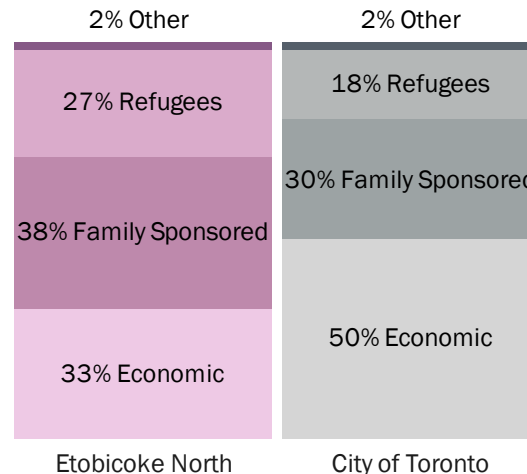 2% Other
27% Refugees
38% Family Sponsored
33% Economic
Etobicoke North
2% Other
18% Refugees
30% Family Sponsored
50% Economic
City of Toronto